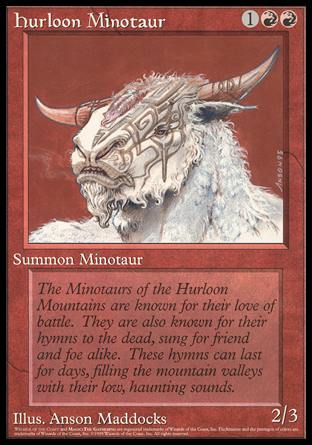 Hurloon Minotaur 1
Summon Minotaur
The Minotaurs of the Hurloon
Mountains are known for their love of
battle. They are also known for their
hymns to the dead, sung for friend
and foe alike. These hymns can last
for days, filling the mountain valleys
with their low, haunting sounds.
Illus. Anson Maddocks
2/3